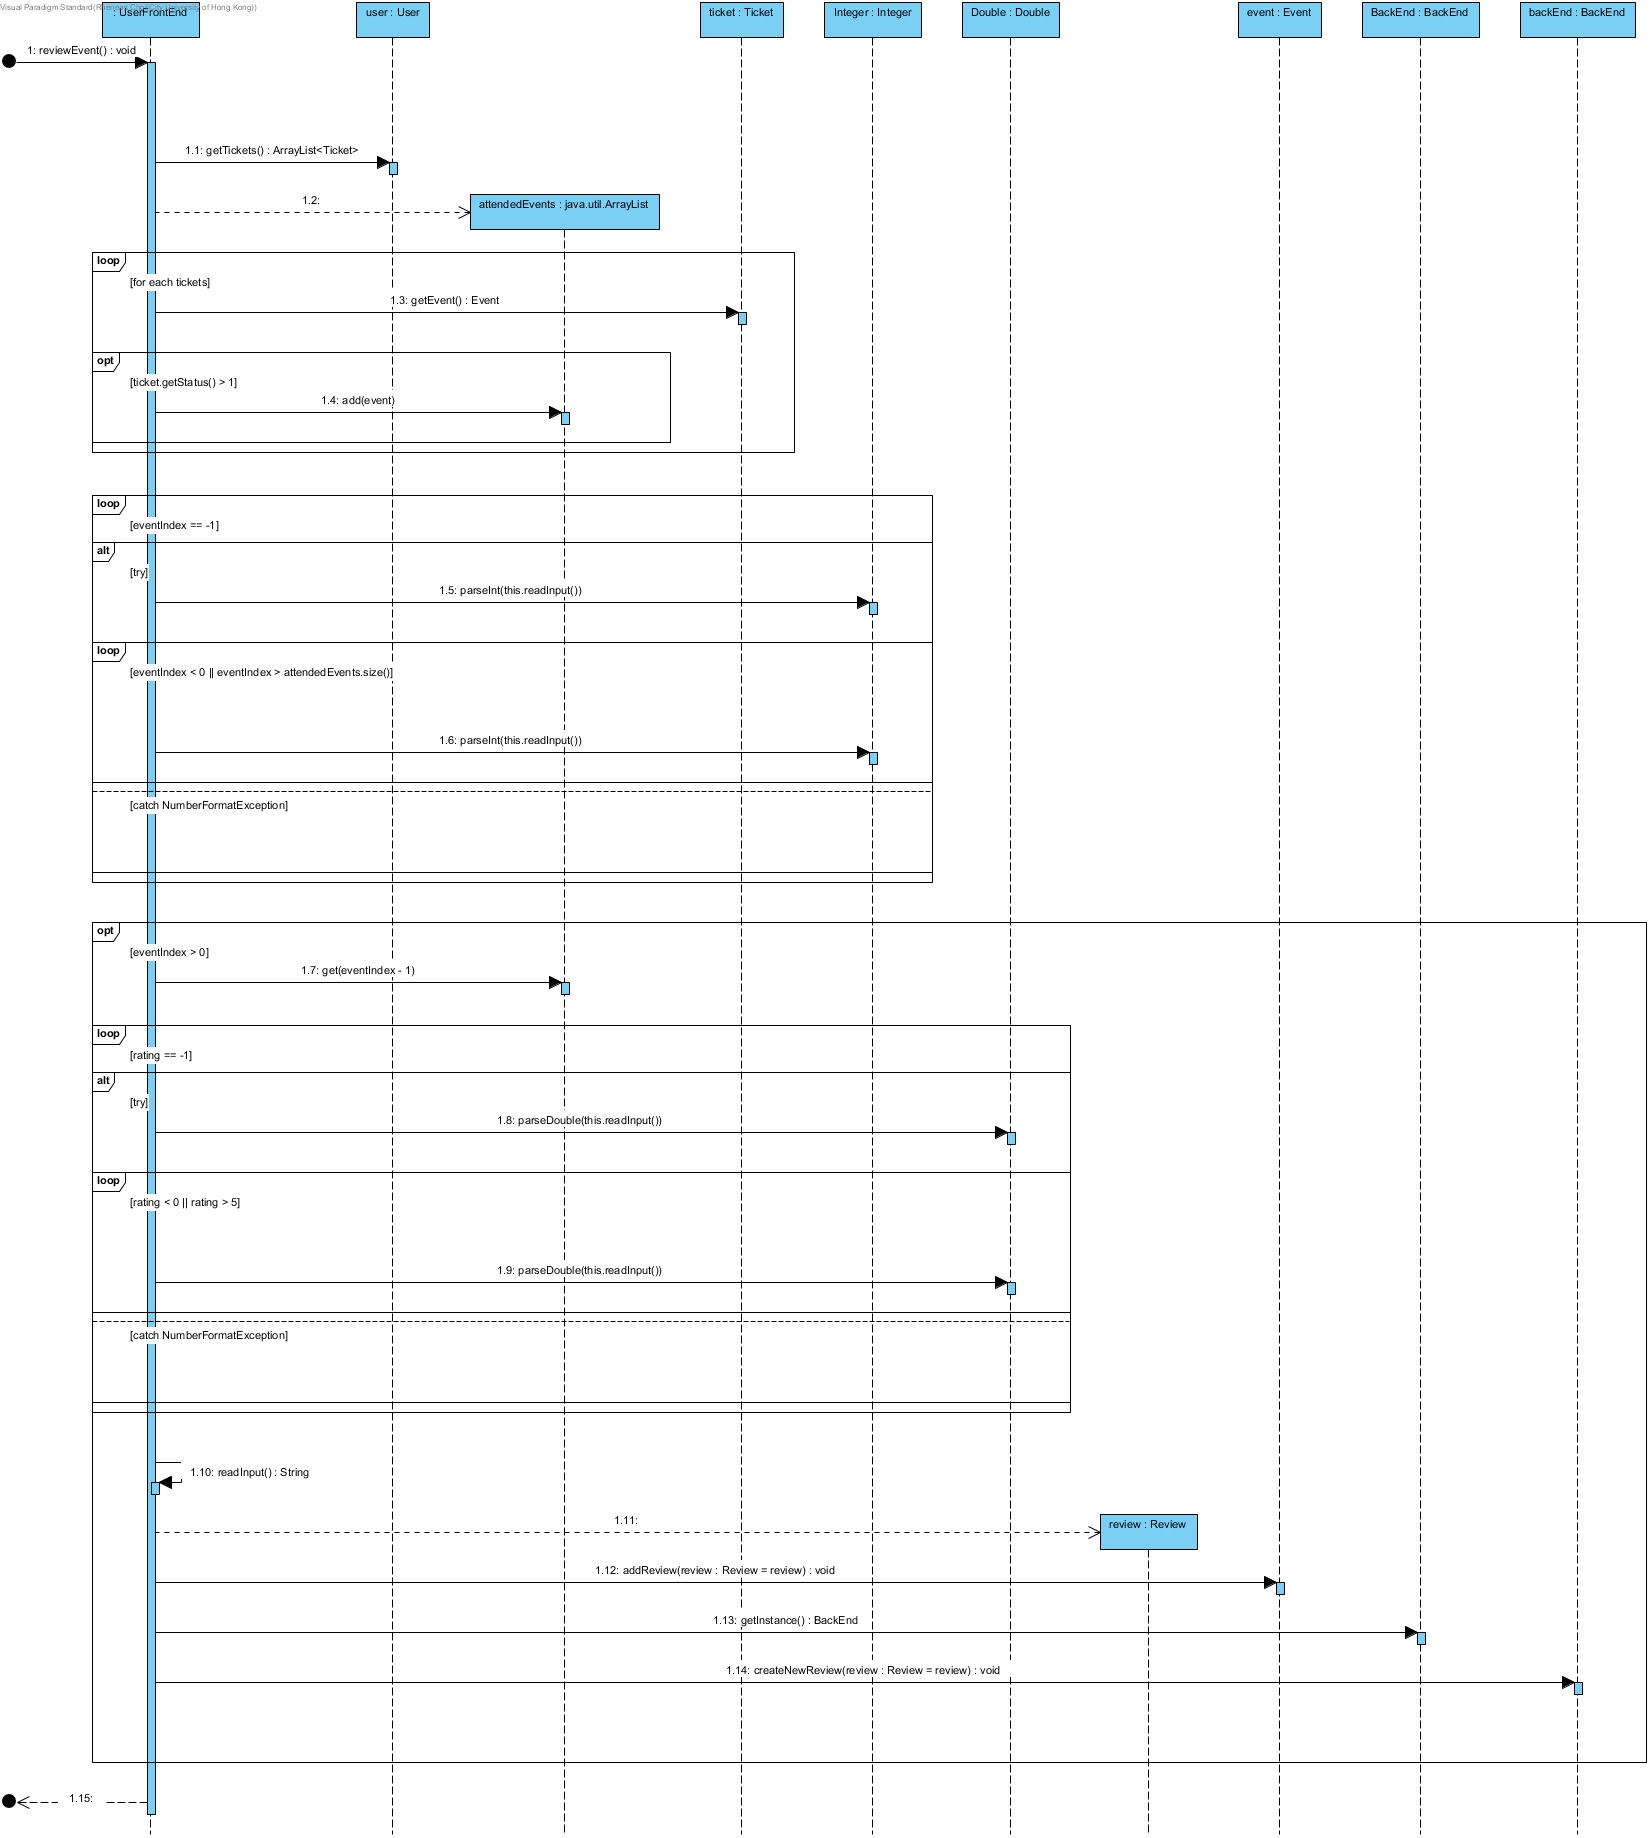 Visual Paradigm Standard(
City University of Hong Kong))
: UserFrontEnd
user : User
ticket : Ticket
Integer : Integer
Double : Double
event : Event
BackEnd : BackEnd
backEnd : BackEnd
1: reviewEvent() : void
1.1: getTickets() : ArrayList<Ticket>
1.2:
attendedEvents : java.util.ArrayList
loop
[for each tickets]
1.3: getEvent() : Event
opt
[ticket.getStatus() > 1]
1.4: add(event)
loop
[eventIndex == -1]
alt
[try]
1.5: parseInt(this.readInput())
loop
[eventIndex < 0 || eventIndex > attendedEvents.size()]
1.6: parseInt(this.readInput())
[catch NumberFormatException]
opt
[eventIndex > 0]
1.7: get(eventIndex - 1)
loop
[rating == -1]
alt
[try]
1.8: parseDouble(this.readInput())
loop
[rating < 0 || rating > 5]
1.9: parseDouble(this.readInput())
[catch NumberFormatException]
1.10: readInput() : String
1.11:
review : Review
1.12: addReview(review : Review = review) : void
1.13: getInstance() : BackEnd
1.14: createNewReview(review : Review = review) : void
1.15: